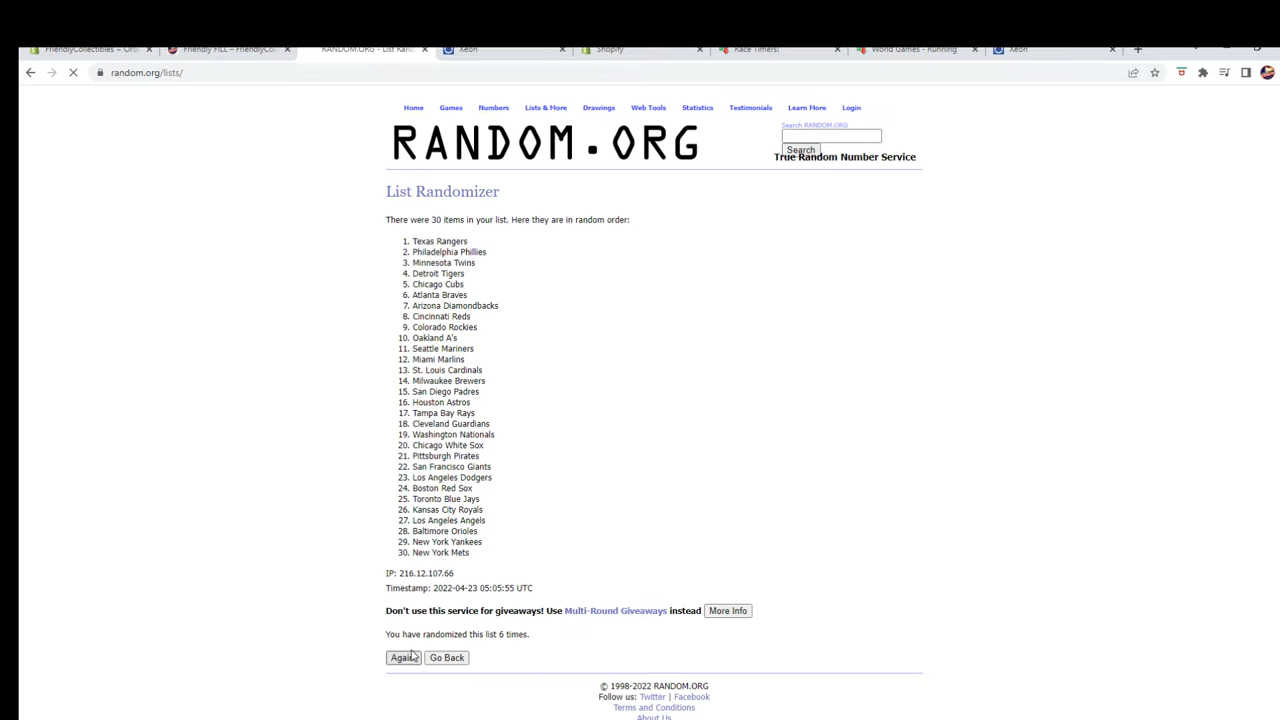 FriendlyCollectibles ~ Or
Friendly FILL ~ FriendlyCol
RANDOM.ORG - List Ran
Xeon
Shopify
Race Timers!
World Games - Running
Xeon
random.org/lists/
Home Games Numbers Lists & More Drawings Web Tools Statistics Testimonials Learn More Login
Search RANDOM.ORG
RANDOM.ORG
Search
True Random Number Service
List Randomizer
There were 30 items in your list. Here they are in random order:
1. Texas Rangers
2. Philadelphia Phillies
3. Minnesota Twins
4. Detroit Tigers
5. Chicago Cubs
6. Atlanta Braves
7. Arizona Diamondbacks
8. Cincinnati Reds
9. Colorado Rockies
10. Oakland A's
11. Seattle Mariners
12. Miami Marlins
13. St. Louis Cardinals
14. Milwaukee Brewers
15. San Diego Padres
16. Houston Astros
17. Tampa Bay Rays
18. Cleveland Guardians
19. Washington Nationals
20. Chicago White Sox
21. Pittsburgh Pirates
22. San Francisco Giants
23. Los Angeles Dodgers
24. Boston Red Sox
25. Toronto Blue Jays
26. Kansas City Royals
27. Los Angeles Angels
28. Baltimore Orioles
29. New York Yankees
30. New York Mets
IP: 216.12.107.66
Timestamp: 2022-04-23 05:05:55 UTC
Don't use this service for giveaways! Use Multi-Round Giveaways instead More Info
You have randomized this list 6 times.
Again Go Back
© 1998-2022 RANDOM.ORG
Follow us: Twitter | Facebook
Terms and Conditions
About Us